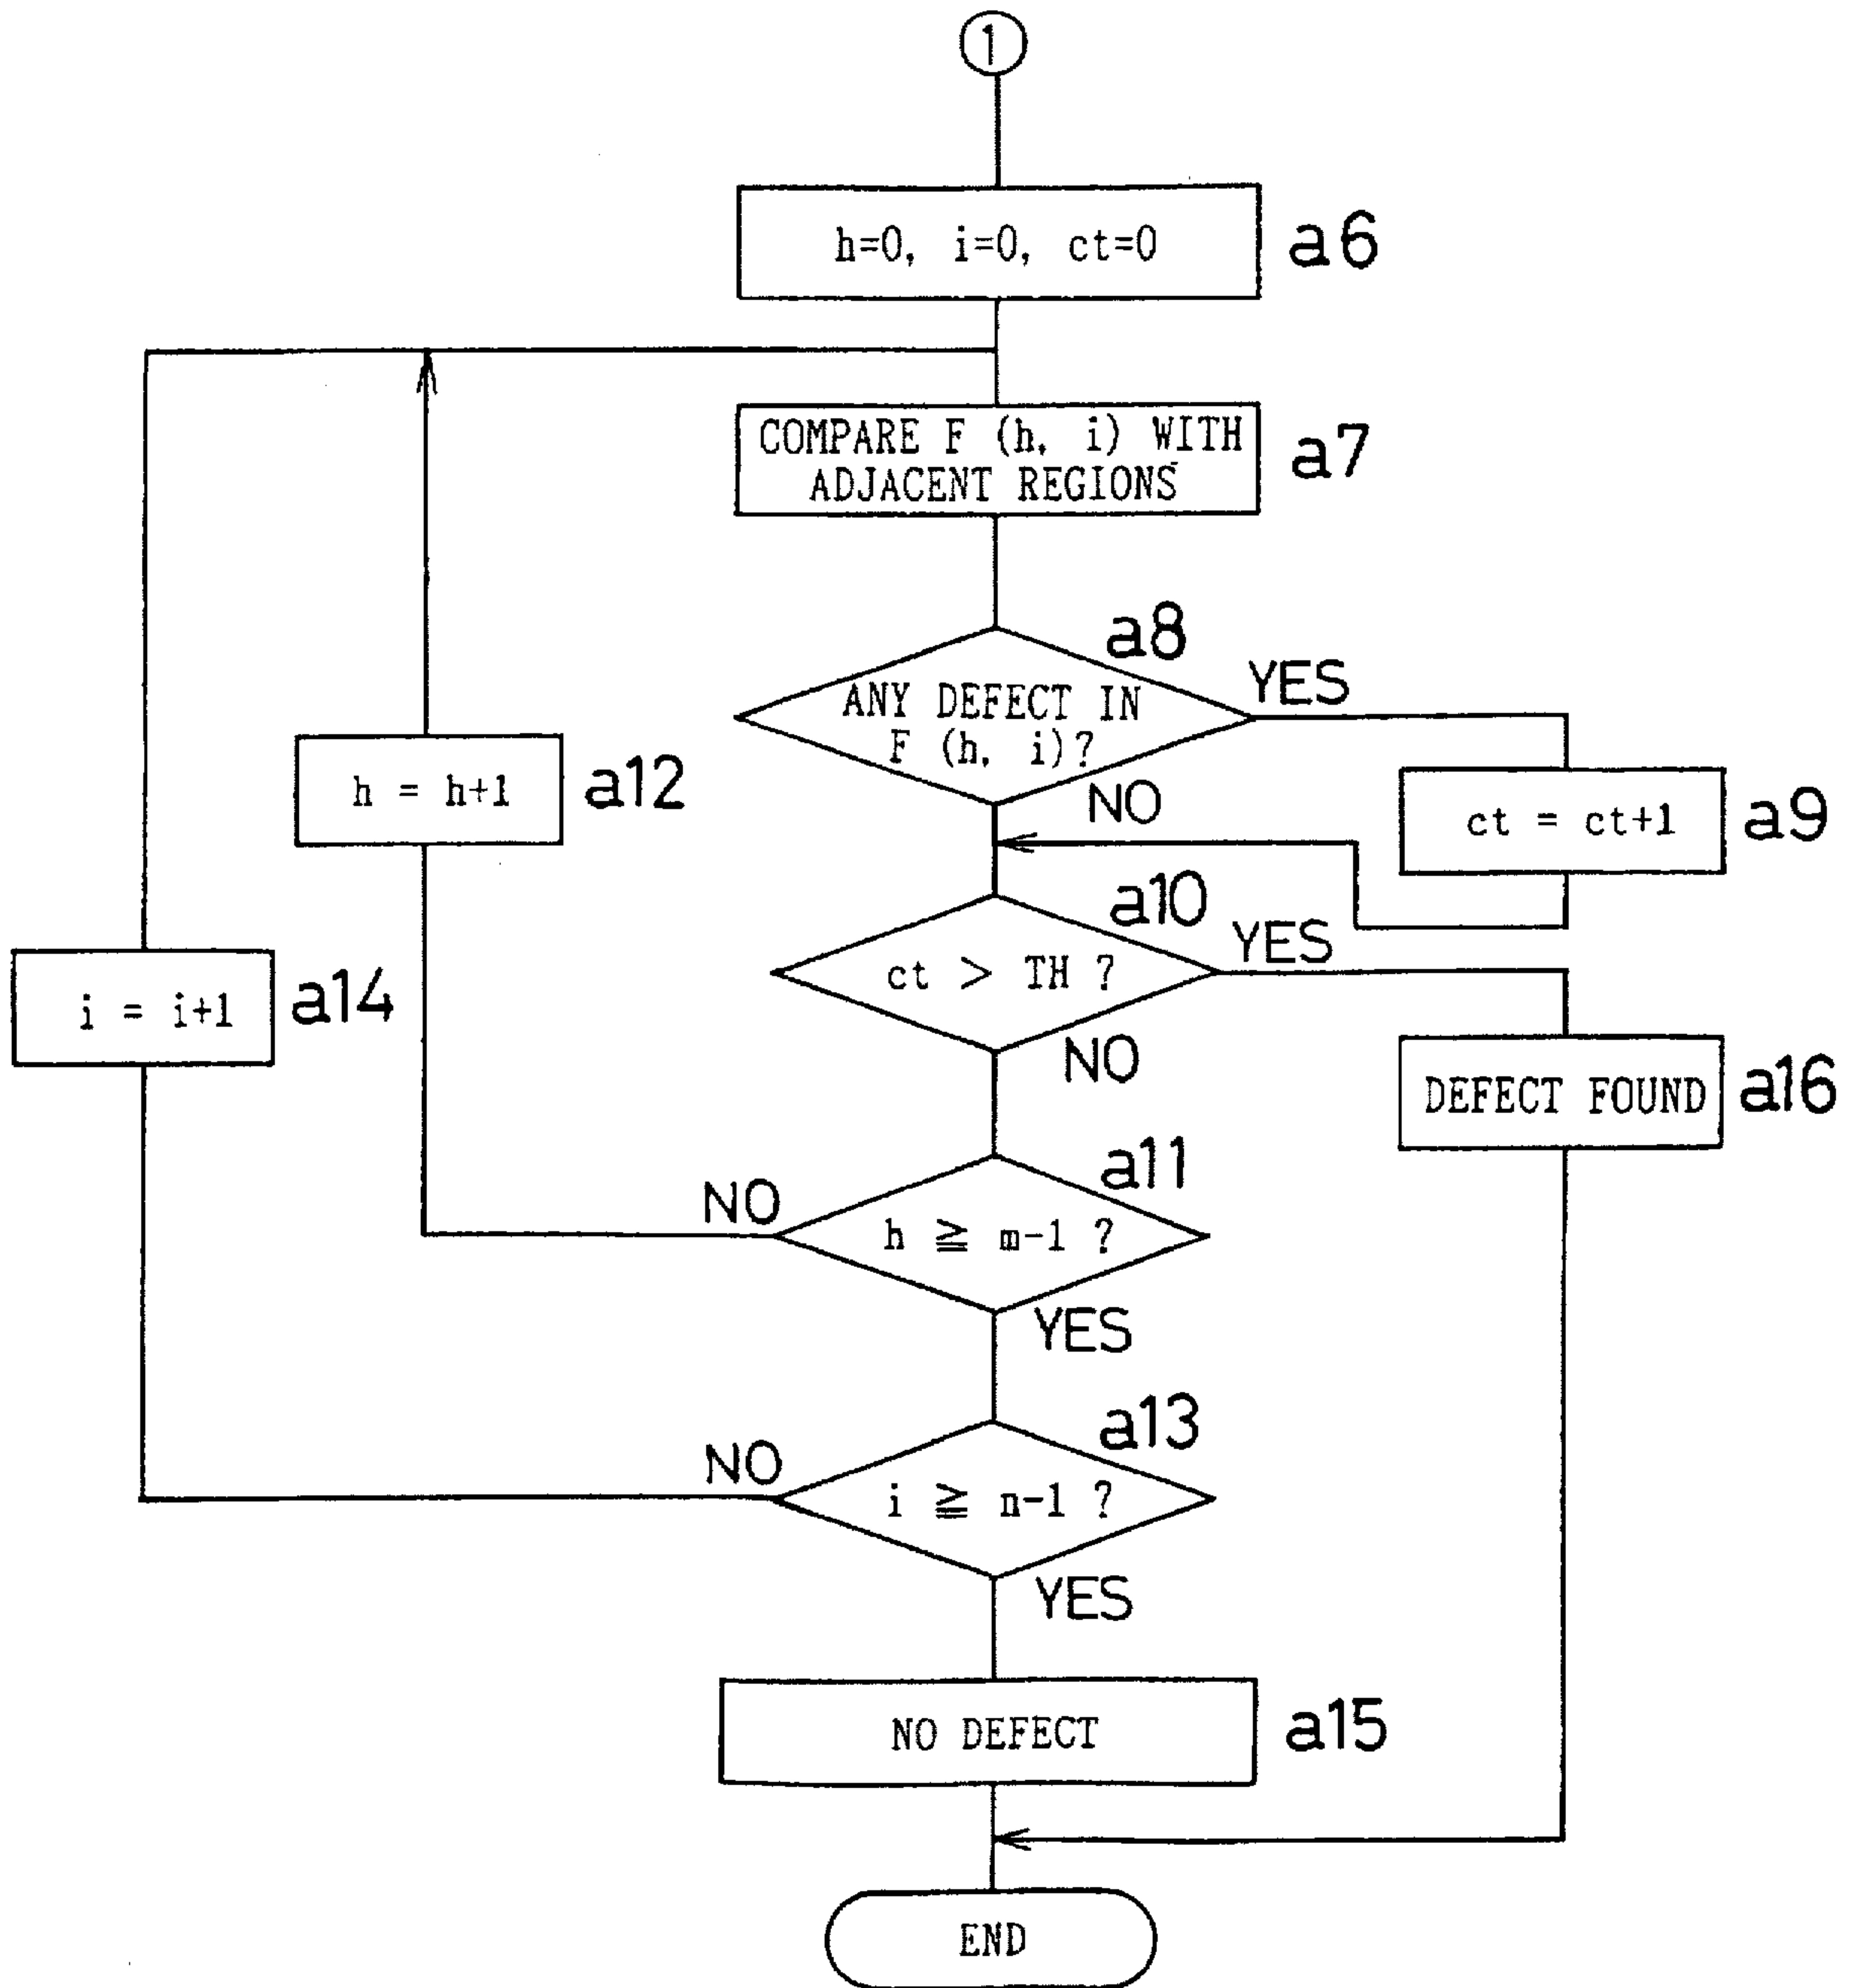 1
h=0, i=0, ct=0
a6
COMPARE F (h, i) WITH
ADJACENT REGIONS
a7
a8
ANY DEFECT IN
F (h, i)?
YES
NO
h = h+1
a12
ct = ct+1
a9
a10
ct > TH ?
YES
NO
i = i+1
a14
DEFECT FOUND
a16
a11
h ≧ m-1 ?
NO
YES
a13
i ≧ n-1 ?
NO
YES
NO DEFECT
a15
END